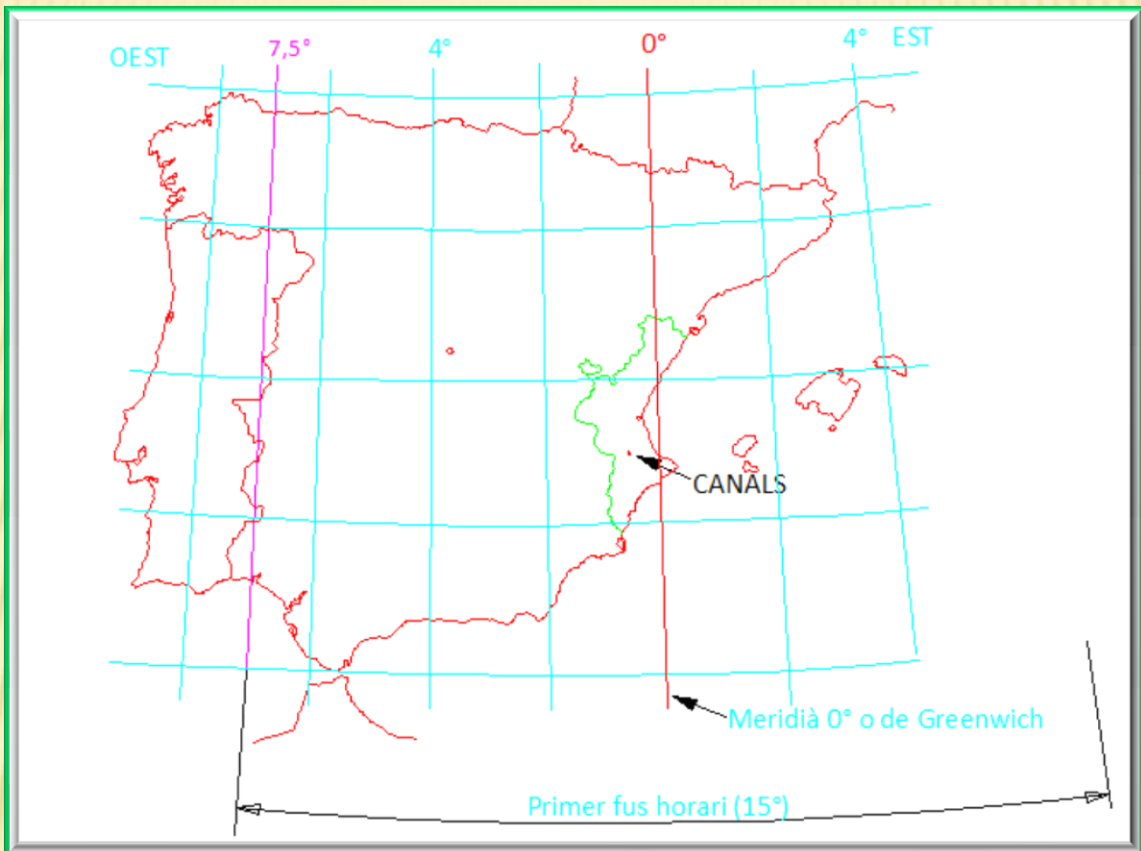 OEST
7,5°
4°
0°
4°
EST
CANALS
Meridià 0° o de Greenwich
Primer fus horari (15°)